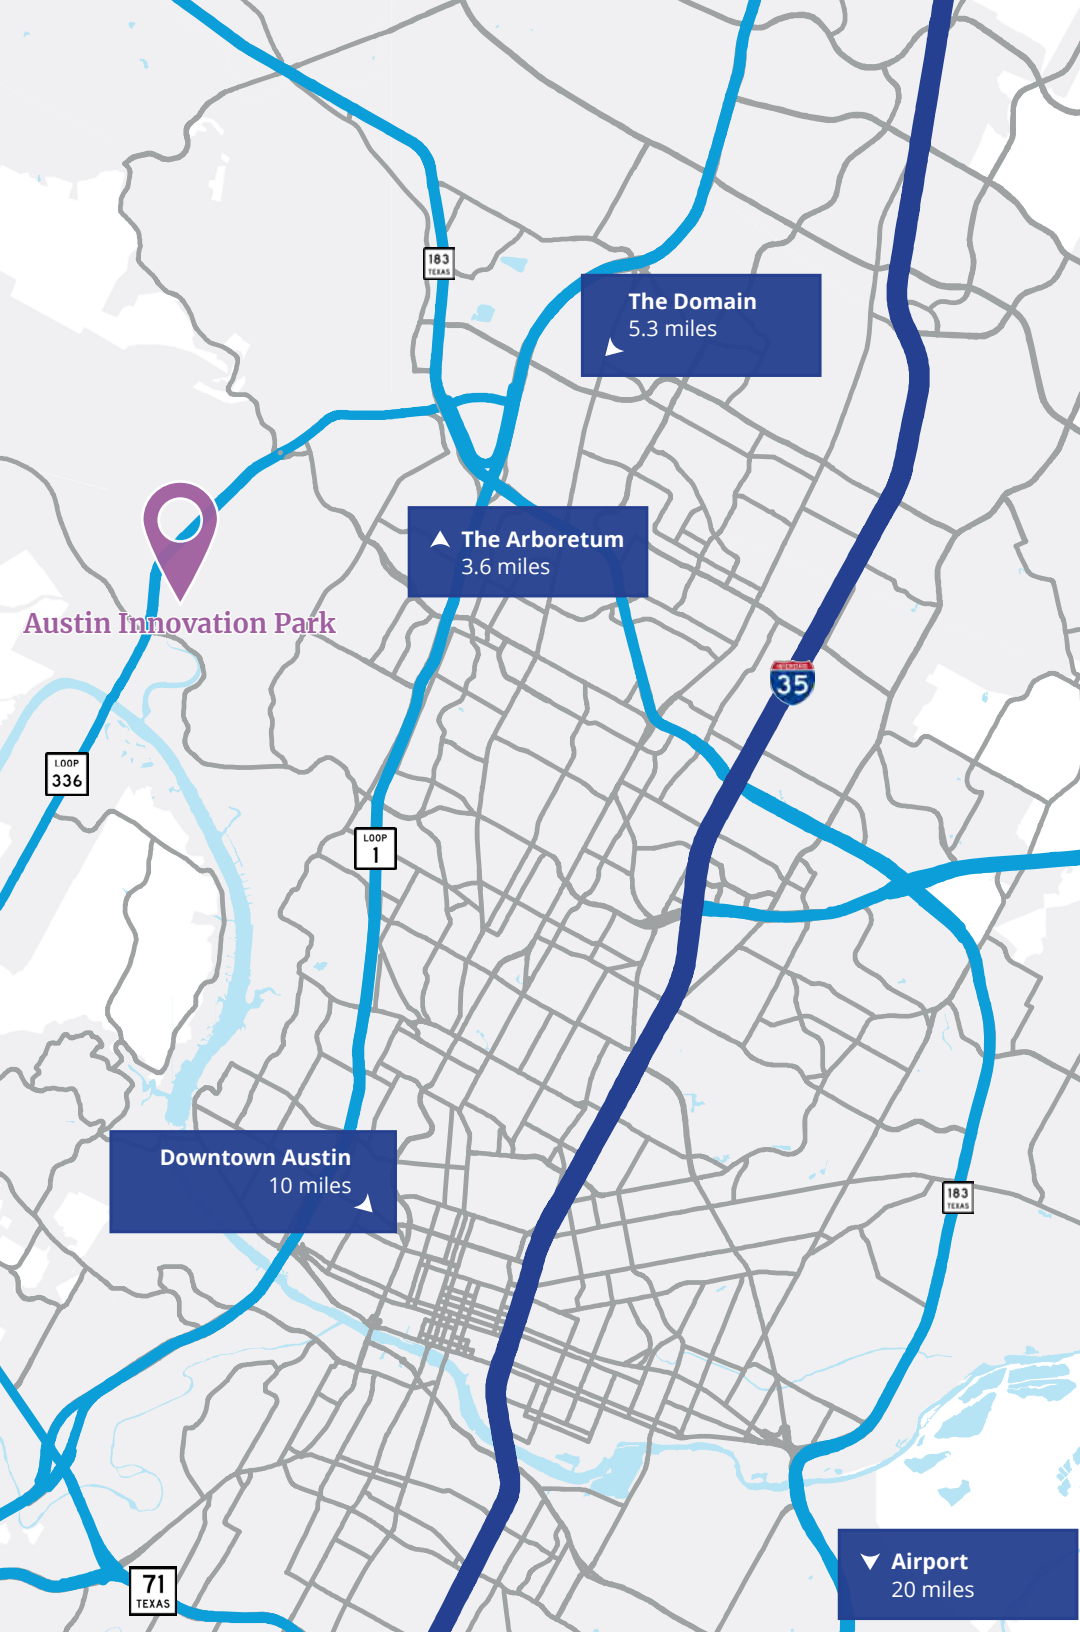 183
TEXAS
The Domain
5.3 miles
The Arboretum
3.6 miles
Austin Innovation Park
INTERSTATE
35
LOOP
336
LOOP
1
Downtown Austin
10 miles
183
TEXAS
71
TEXAS
Airport
20 miles